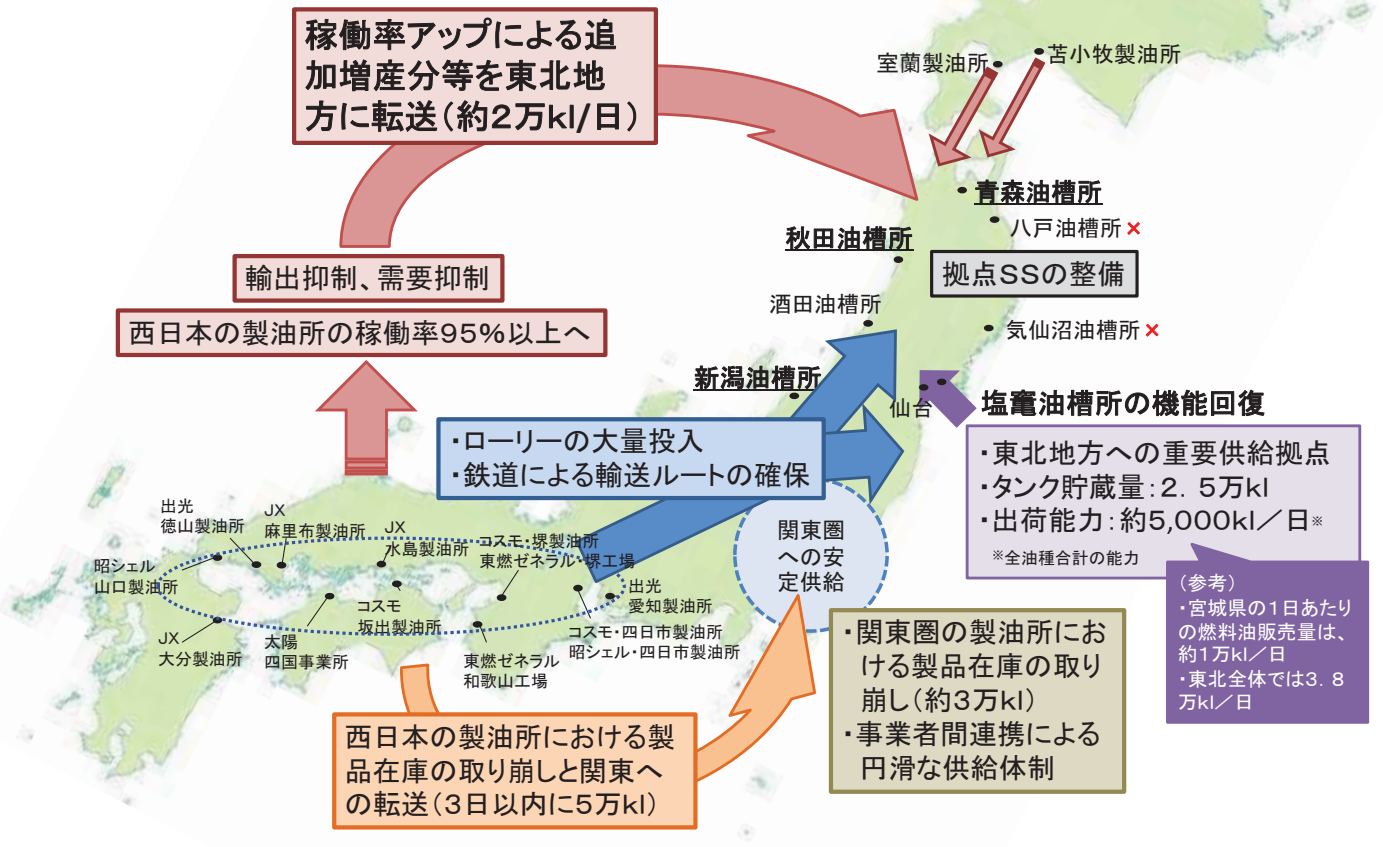 稼働率アップによる追
加増産分等を東北地
方に転送(約2万kl/日)
室蘭製油所
苫小牧製油所
青森油槽所
八戸油槽所×
秋田油槽所
拠点SSの整備
輸出抑制、需要抑制
西日本の製油所の稼働率95%以上へ
酒田油槽所
気仙沼油槽所×
新潟油槽所
仙台
塩竈油槽所の機能回復
・東北地方への重要供給拠点
・タンク貯蔵量:2.5万kl
・出荷能力:約5,000kl/日※
※全油種合計の能力
(参考)
・宮城県の1日あたり
の燃料油販売量は、
約1万kl/日
・東北全体では3.8
万kl/日
・ローリーの大量投入
・鉄道による輸送ルートの確保
関東圏
への安
定供給
出光
徳山製油所
JX
麻里布製油所
JX
水島製油所
コスモ・堺製油所
東燃ゼネラル・堺工場
昭シェル
山口製油所
出光
愛知製油所
コスモ
坂出製油所
コスモ・四日市製油所
昭シェル・四日市製油所
JX
大分製油所
太陽
四国事業所
東燃ゼネラル
和歌山工場
・関東圏の製油所にお
ける製品在庫の取り
崩し(約3万kl)
・事業者間連携による
円滑な供給体制
西日本の製油所における製
品在庫の取り崩しと関東へ
の転送(3日以内に5万kl)